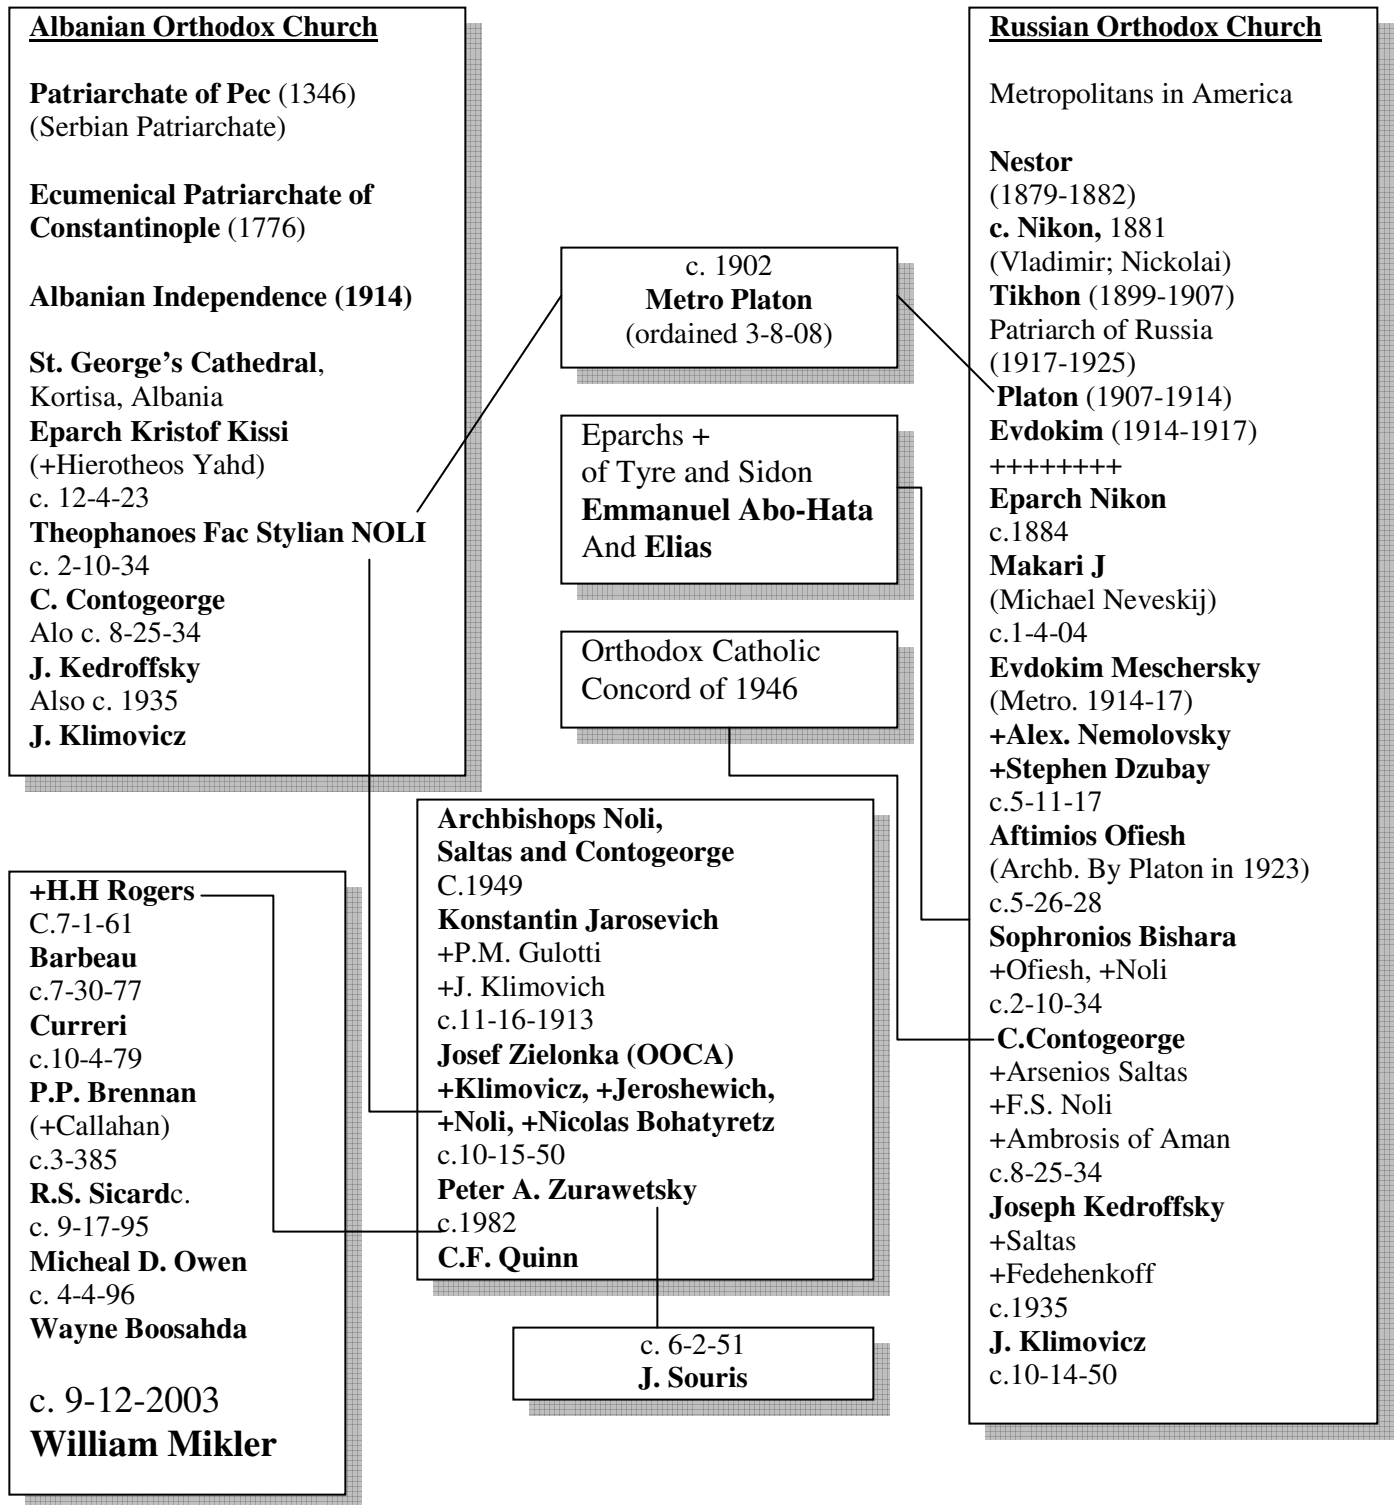 Albanian Orthodox Church
Patriarchate of Pec (1346)
(Serbian Patriarchate)
Ecumenical Patriarchate of
Constantinople (1776)
Albanian Independence (1914)
St. George's Cathedral,
Kortisa, Albania
Eparch Kristof Kissi
(+Hierotheos Yahd)
c. 12-4-23
Theophanoes Fac Stylian NOLI
c. 2-10-34
C. Contogeorge
Alo c. 8-25-34
J. Kedroffsky
Also c. 1935
J. Klimovicz
c. 1902
Metro Platon
(ordained 3-8-08)
Eparchs +
of Tyre and Sidon
Emmanuel Abo-Hata
And Elias
Orthodox Catholic
Concord of 1946
Russian Orthodox Church
Metropolitans in America
Nestor
(1879-1882)
c. Nikon, 1881
(Vladimir; Nickolai)
Tikhon (1899-1907)
Patriarch of Russia
(1917-1925)
Platon (1907-1914)
Evdokim (1914-1917)
++++++++
Eparch Nikon
c.1884
Makari J
(Michael Neveskij)
c.1-4-04
Evdokim Meschersky
(Metro. 1914-17)
+Alex. Nemolovsky
+Stephen Dzubay
c.5-11-17
Aftimios Ofiesh
(Archb. By Platon in 1923)
c.5-26-28
Sophronios Bishara
+Ofiesh, +Noli
c.2-10-34
C.Contogeorge
+Arsenios Saltas
+F.S. Noli
+Ambrosis of Aman
c.8-25-34
Joseph Kedroffsky
+Saltas
+Fedehenkoff
c.1935
J. Klimovicz
c.10-14-50
Archbishops Noli,
Saltas and Contogeorge
C.1949
Konstantin Jarosevich
+P.M. Gulotti
+J. Klimovich
c.11-16-1913
Josef Zielonka (OOCA)
+Klimovicz, +Jeroshewich,
+Noli, +Nicolas Bohatyretz
c.10-15-50
Peter A. Zurawetsky
c.1982
C.F. Quinn
c. 6-2-51
J. Souris
+H.H Rogers
C.7-1-61
Barbeau
c.7-30-77
Curreri
c.10-4-79
P.P. Brennan
(+Callahan)
c.3-385
R.S. Sicardc.
c. 9-17-95
Micheal D. Owen
c. 4-4-96
Wayne Boosahda
c. 9-12-2003
William Mikler